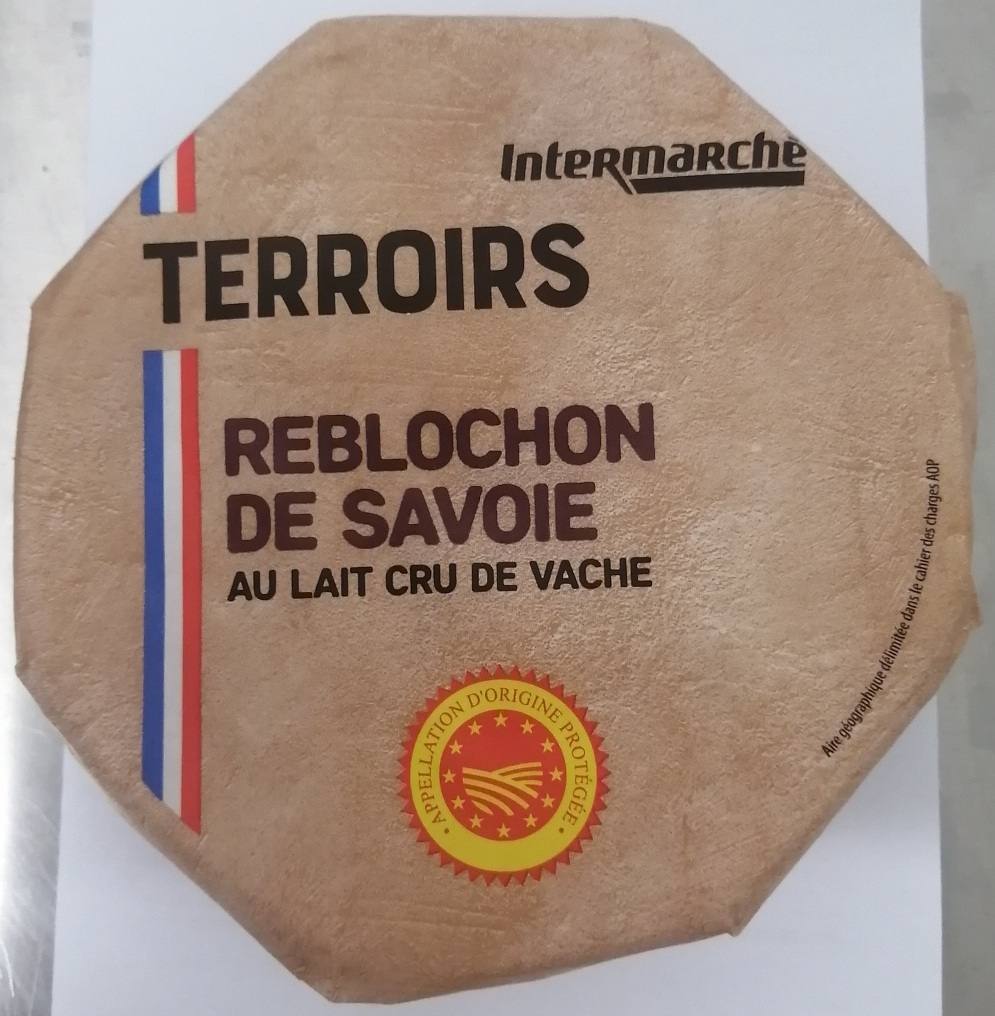 Intermarchē
TERROIRS
REBLOCHON
DE SAVOIE
AU LAIT CRU DE VACHE
• APPELLATION D'ORIGINE PROTÉGÉE •
Aire géographique délimitée dans le cahier des charges AOP